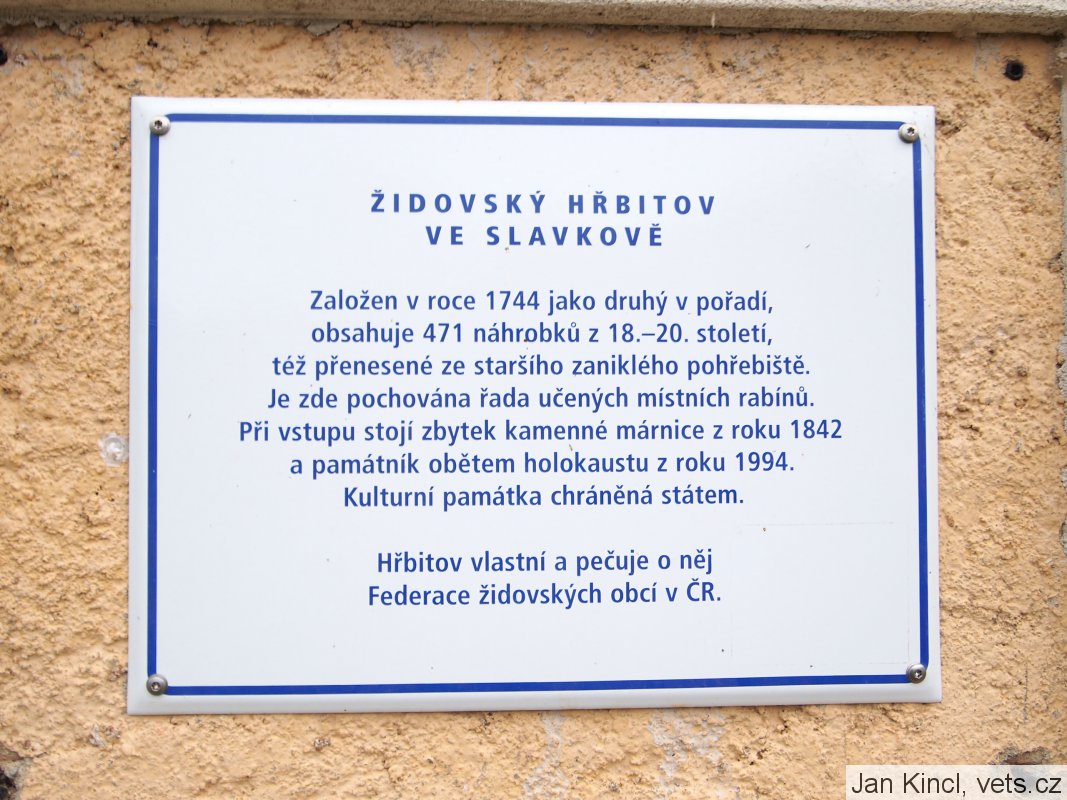 ŽIDOVSKÝ HŘBITOV
VE SLAVKOVĚ
Založen v roce 1744 jako druhý v pořadí,
obsahuje 471 náhrobků z 18.–20. století,
též přenesené ze staršího zaniklého pohřebiště.
Je zde pochována řada učených místních rabínů.
Při vstupu stojí zbytek kamenné márnice z roku 1842
a památník obětem holokaustu z roku 1994.
Kulturní památka chráněná státem.
Hřbitov vlastní a pečuje o něj
Federace židovských obcí v ČR.
Jan Kincl, vets.cz